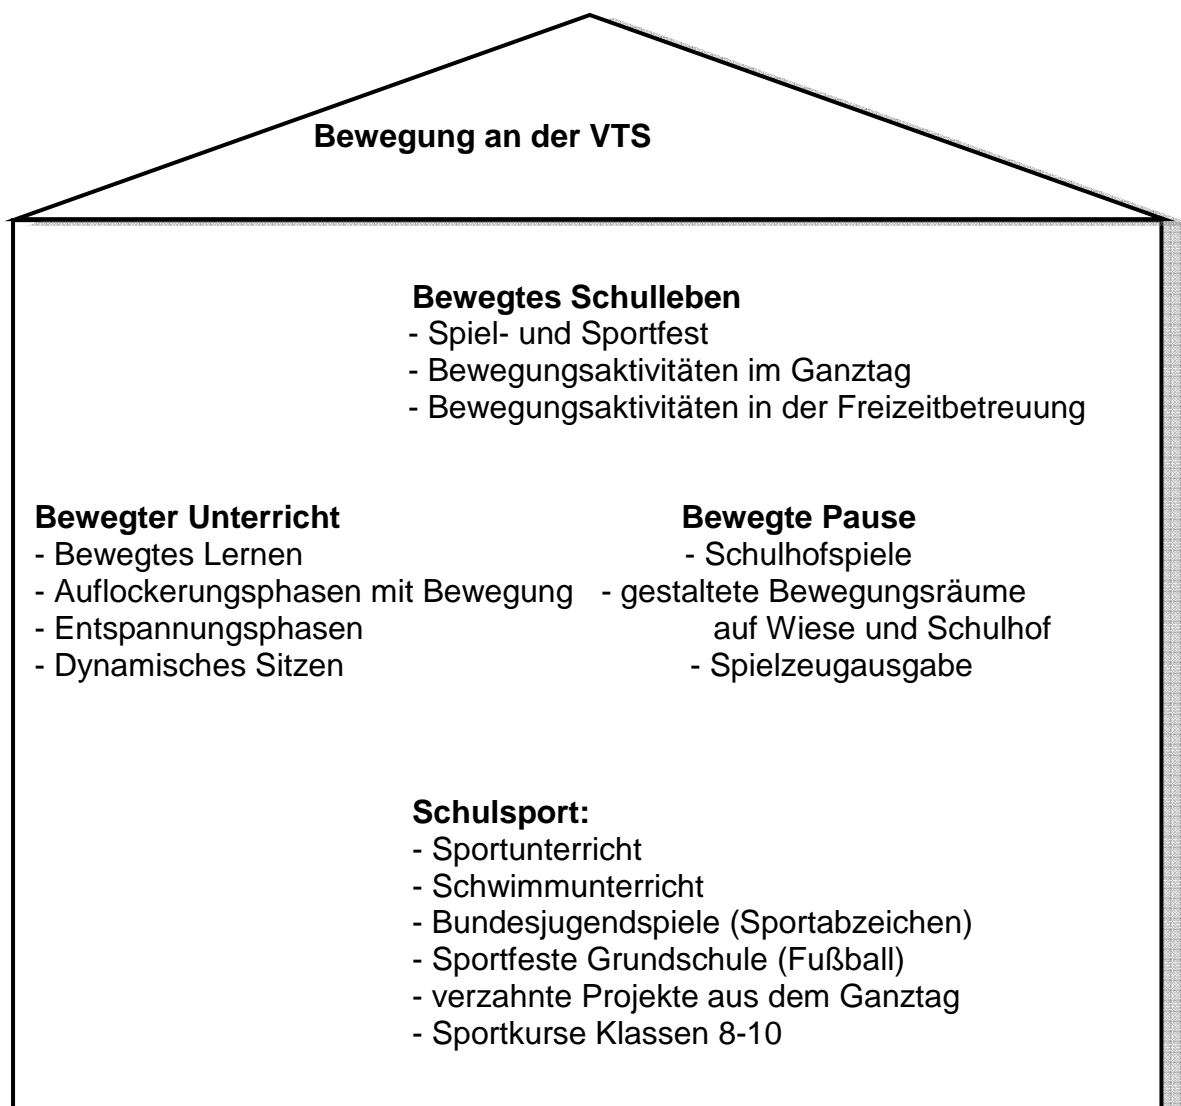 Bewegung an der VTS
Bewegtes Schulleben
- Spiel- und Sportfest
- Bewegungsaktivitäten im Ganztag
- Bewegungsaktivitäten in der Freizeitbetreuung
Bewegter Unterricht
- Bewegtes Lernen
- Auflockerungsphasen mit Bewegung
- Entspannungsphasen
- Dynamisches Sitzen
Bewegte Pause
- Schulhofspiele
- gestaltete Bewegungsräume
auf Wiese und Schulhof
- Spielzeugausgabe
Schulsport:
- Sportunterricht
- Schwimmunterricht
- Bundesjugendspiele (Sportabzeichen)
- Sportfeste Grundschule (Fußball)
- verzahnte Projekte aus dem Ganztag
- Sportkurse Klassen 8-10